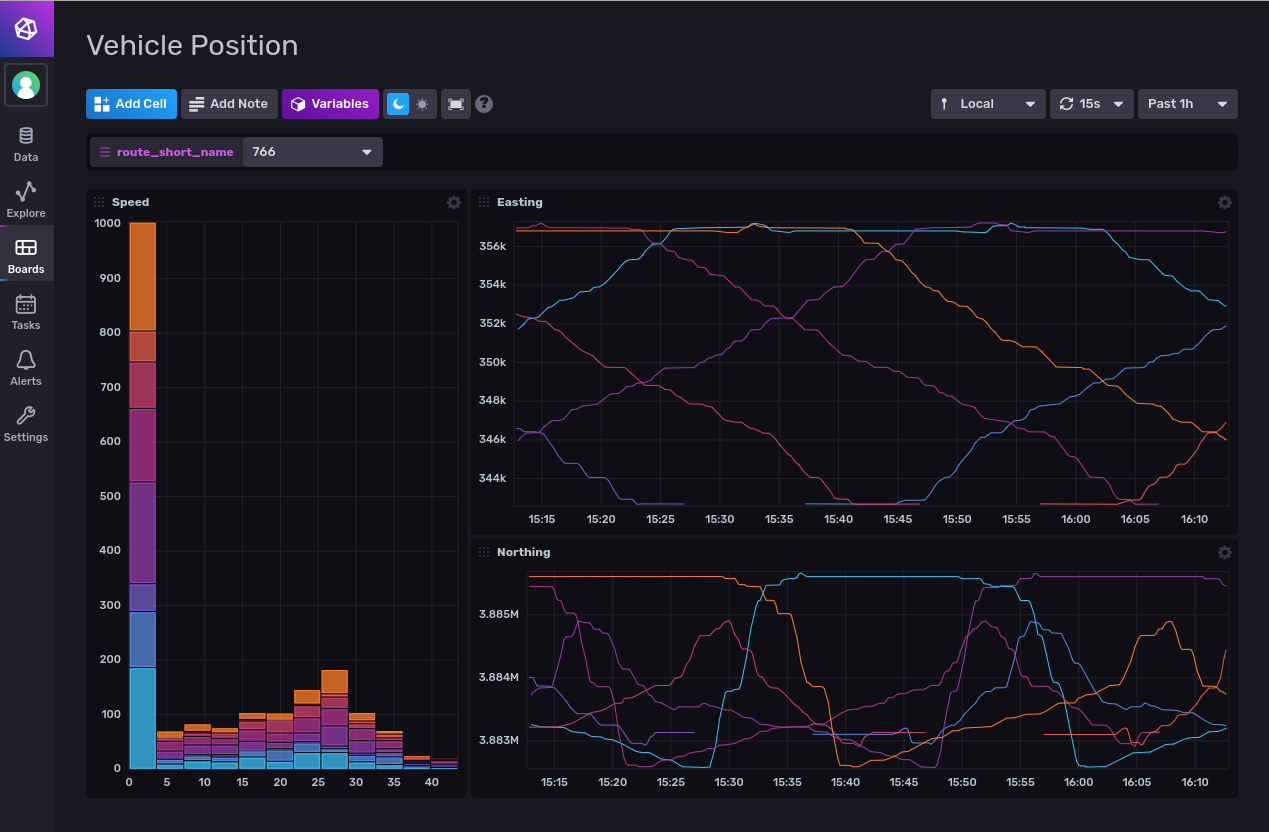 Vehicle Position
Add Cell Add Note Variables ? Local 15s Past 1h
route_short_name 766
Data
Explore
Boards
Tasks
Alerts
Settings
Speed
1000
900
800
700
600
500
400
300
200
100
0
0 5 10 15 20 25 30 35 40
Easting
356k
354k
352k
350k
348k
346k
344k
15:15 15:20 15:25 15:30 15:35 15:40 15:45 15:50 15:55 16:00 16:05 16:10
Northing
3.885M
3.884M
3.883M
15:15 15:20 15:25 15:30 15:35 15:40 15:45 15:50 15:55 16:00 16:05 16:10